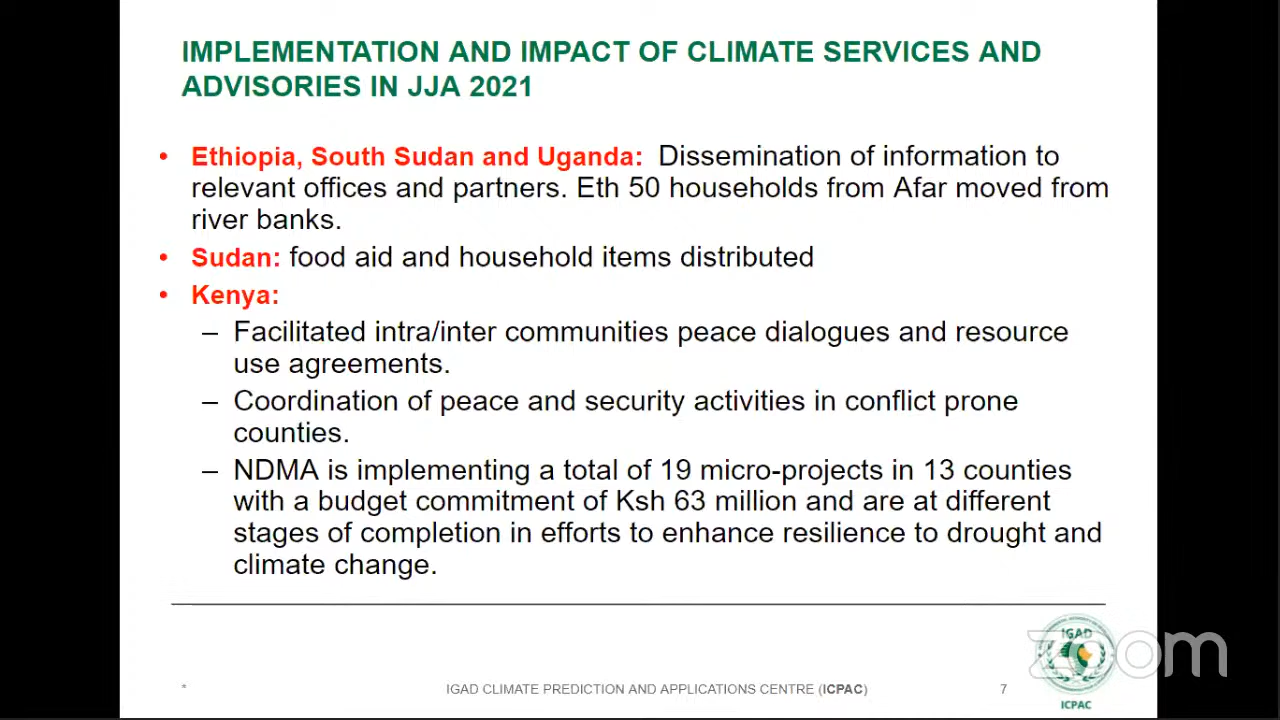 IMPLEMENTATION AND IMPACT OF CLIMATE SERVICES AND
ADVISORIES IN JJA 2021
• Ethiopia, South Sudan and Uganda: Dissemination of information to
relevant offices and partners. Eth 50 households from Afar moved from
river banks.
• Sudan: food aid and household items distributed
• Kenya:
– Facilitated intra/inter communities peace dialogues and resource
use agreements.
– Coordination of peace and security activities in conflict prone
counties.
– NDMA is implementing a total of 19 micro-projects in 13 counties
with a budget commitment of Ksh 63 million and are at different
stages of completion in efforts to enhance resilience to drought and
climate change.
IGAD
zoom
* IGAD CLIMATE PREDICTION AND APPLICATIONS CENTRE (ICPAC) 7
ICPAC